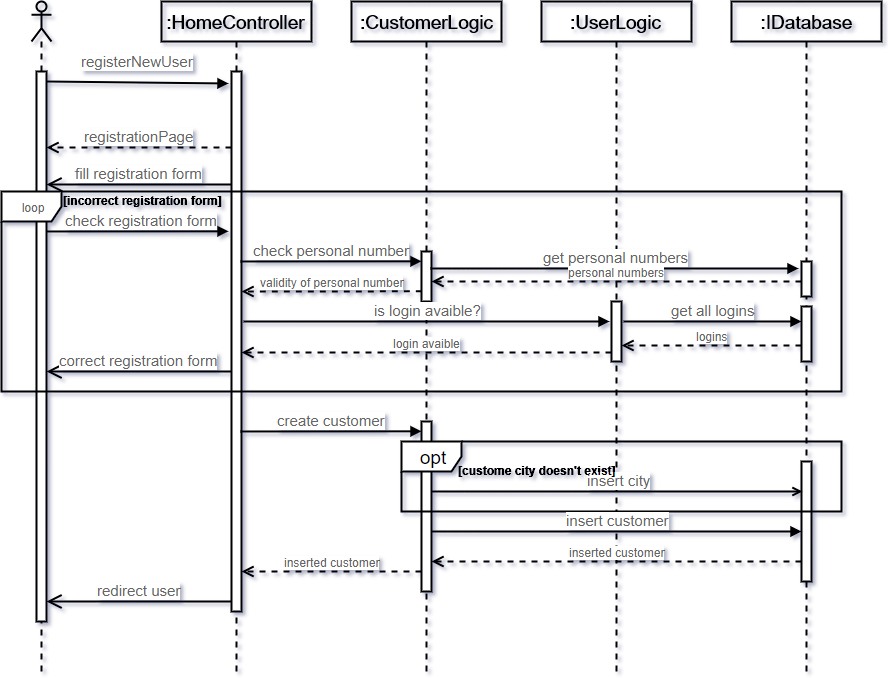 :HomeController
:CustomerLogic
:UserLogic
:IDatabase
registerNewUser
registrationPage
fill registration form
loop
[incorrect registration form]
check registration form
check personal number
get personal numbers
personal numbers
validity of personal number
is login avaible?
get all logins
logins
login avaible
correct registration form
create customer
opt
[custome city doesn't exist]
insert city
insert customer
inserted customer
inserted customer
redirect user